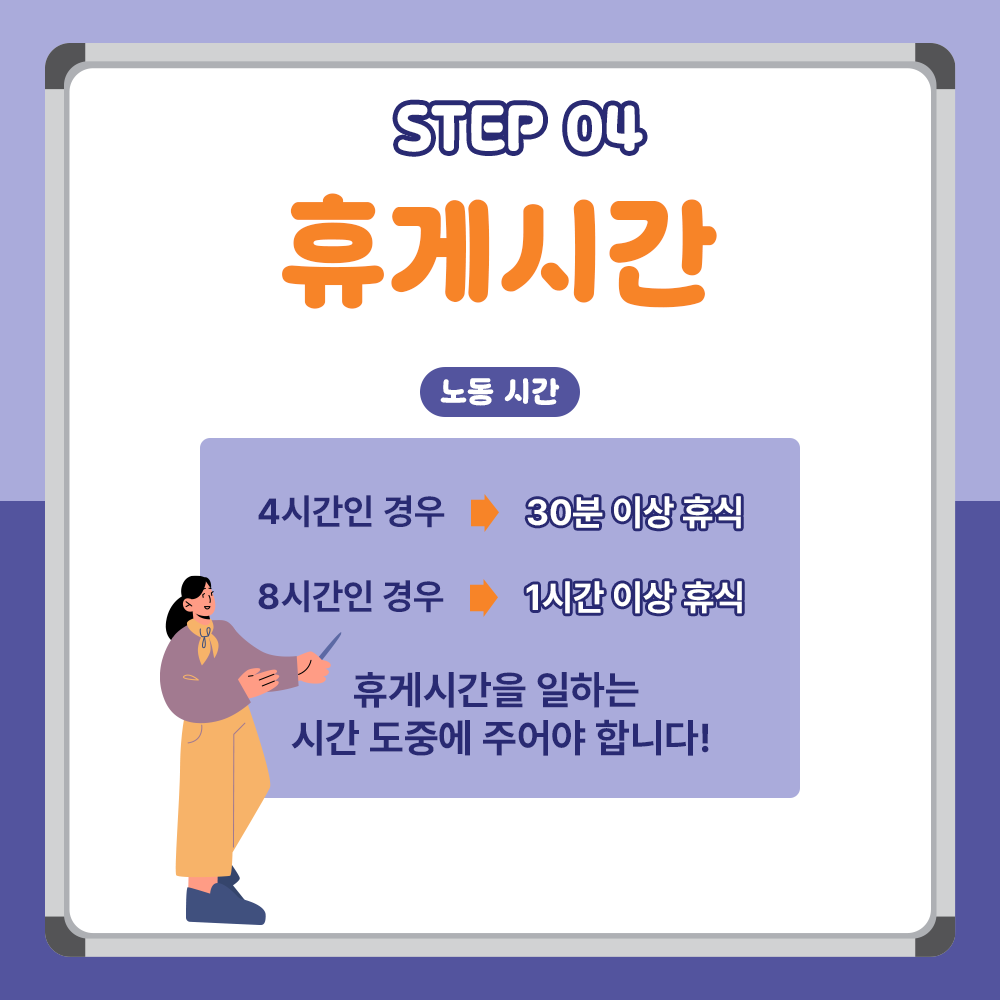 STEP 04
휴게시간
노동 시간
4시간인 경우 30분 이상 휴식
8시간인 경우 1시간 이상 휴식
휴게시간을 일하는
시간 도중에 주어야 합니다!